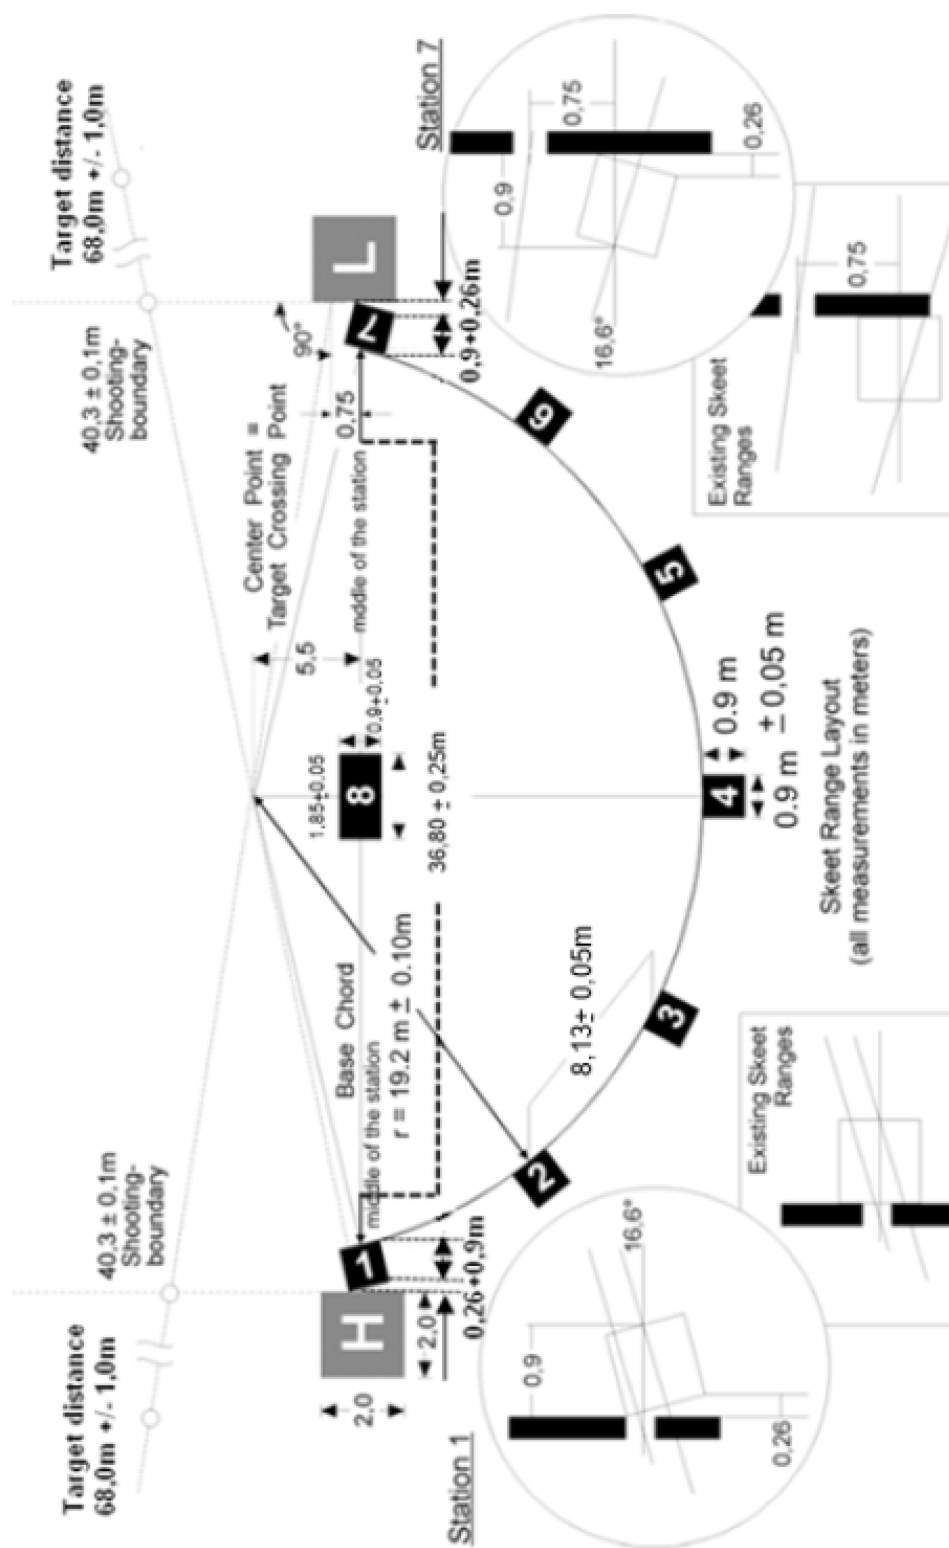 Target distance
68,0m +/- 1,0m
Target distance
68,0m +/- 1,0m
40,3 ± 0,1m
Shooting-
boundary
40,3 ± 0,1m
Shooting-
boundary
Center Point =
Target Crossing Point
90°
H
L
2,0
2,0
1
7
5,5
0,75
1,85±0.05
8
0.9±0.05
Base Chord
middle of the station
mddle of the station
r = 19.2 m ± 0.10m
36,80 ± 0,25m
Station 1
0,26+0,9m
0,9+0,26m
Station 7
2
6
8,13± 0,05m
3
5
4
0.9 m
0.9 m ± 0,05 m
Skeet Range Layout
(all measurements in meters)
0,9
16,6°
0,26
0,9
0,75
16,6°
0,26
Existing Skeet
Ranges
Existing Skeet
Ranges
0,75